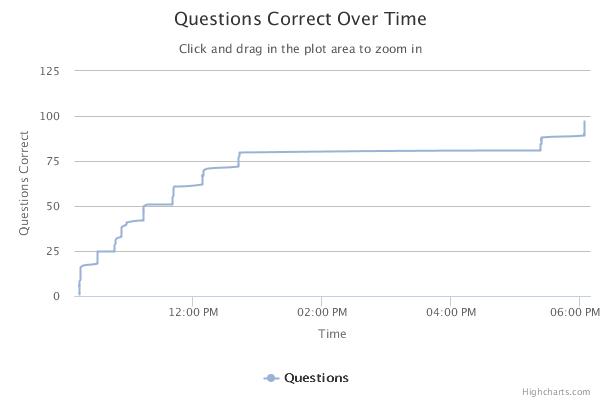 Questions Correct Over Time
Click and drag in the plot area to zoom in
125
100
75
50
25
0
Questions Correct
12:00 PM
02:00 PM
04:00 PM
06:00 PM
Time
Questions
Highcharts.com